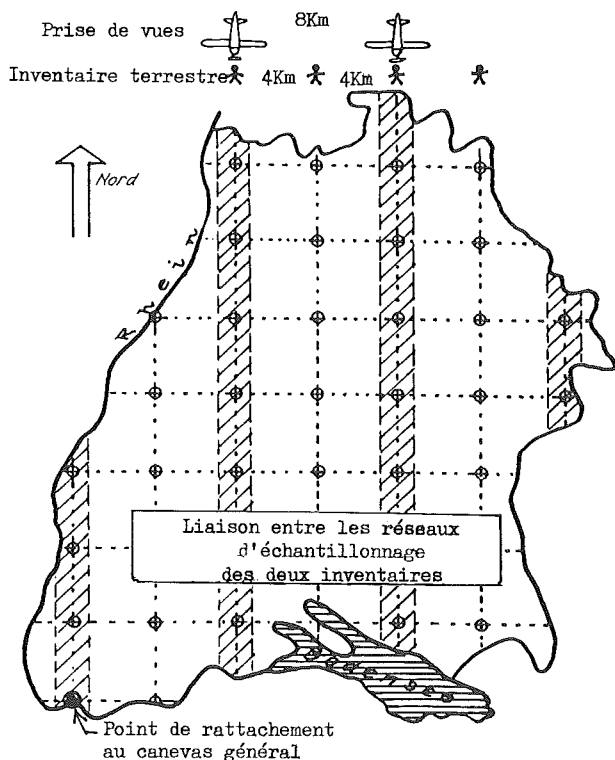 8Km
Prise de vues
Inventaire terrestre 4Km 4Km
Nord
Rhein
Liaison entre les réseaux
d'échantillonnage
des deux inventaires
Point de rattachement
au canevas général